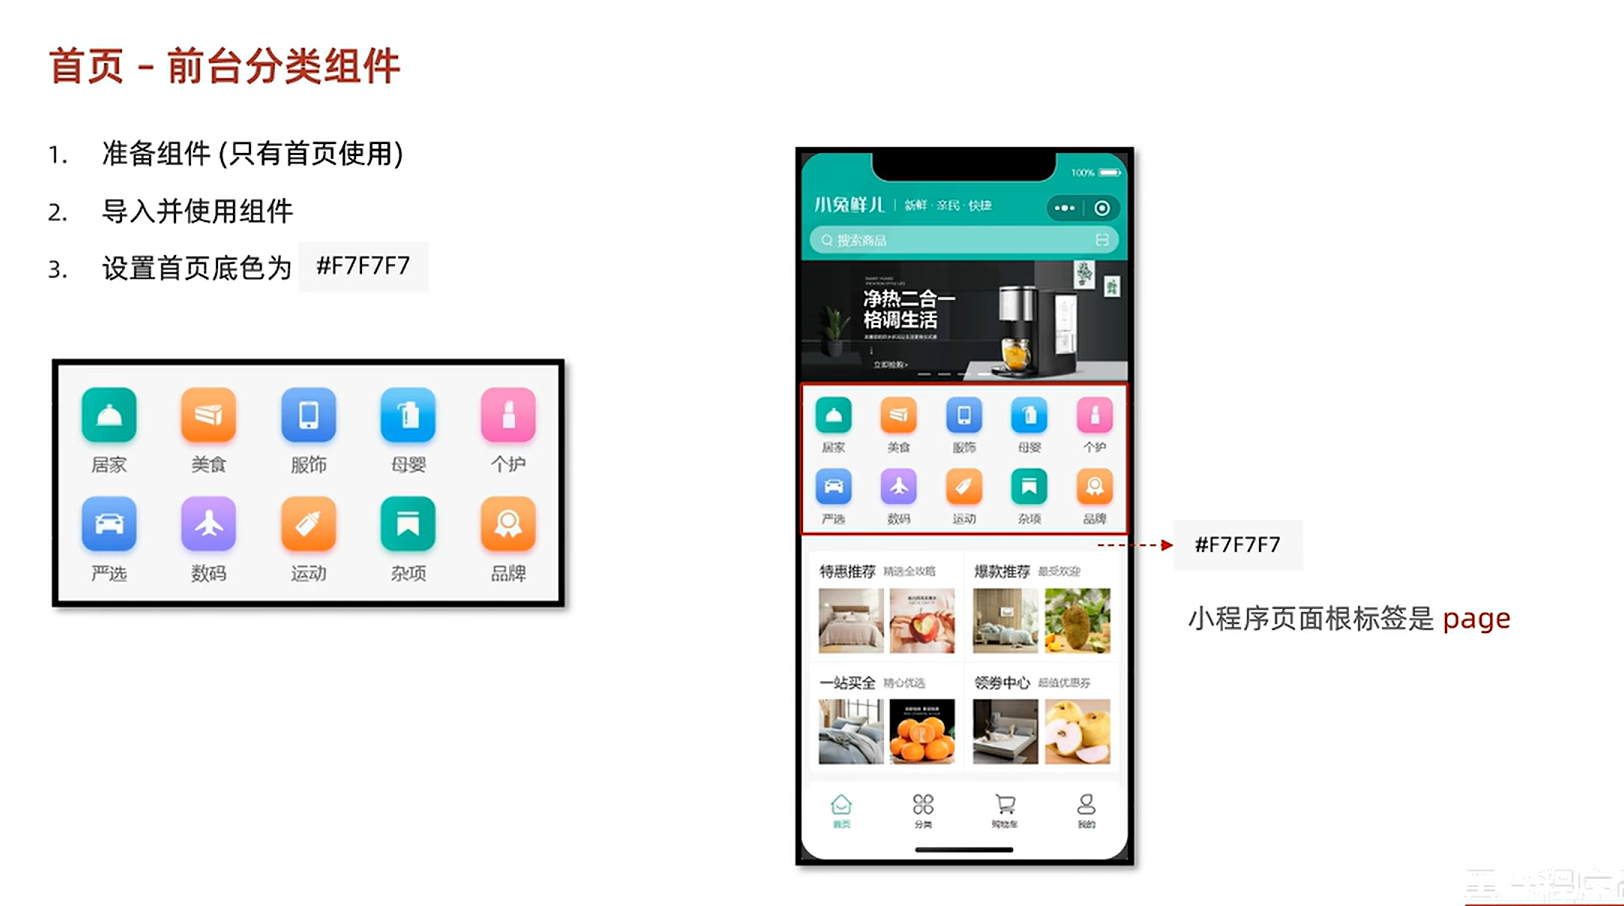 首页 - 前台分类组件
1. 准备组件 (只有首页使用)
2. 导入并使用组件
3. 设置首页底色为 #F7F7F7
居家 美食 服饰 母婴 个护
严选 数码 运动 杂项 品牌
100%
小兔鲜儿 | 新鲜·亲民·快捷
搜索商品
净热二合一
格调生活
立即抢购>
居家 美食 服饰 母婴 个护
严选 数码 运动 杂项 品牌
特惠推荐 精选全攻略 爆款推荐 最受欢迎
一站买全 精心优选 领券中心 超值优惠券
首页 分类 购物车 我的
#F7F7F7
小程序页面根标签是 page